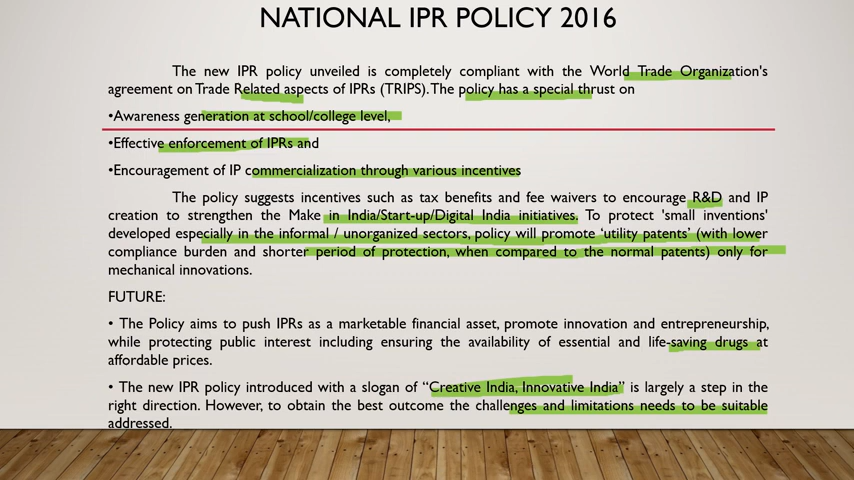 NATIONAL IPR POLICY 2016
The new IPR policy unveiled is completely compliant with the World Trade Organization's
agreement on Trade Related aspects of IPRs (TRIPS). The policy has a special thrust on
•Awareness generation at school/college level,
•Effective enforcement of IPRs and
•Encouragement of IP commercialization through various incentives
The policy suggests incentives such as tax benefits and fee waivers to encourage R&D and IP
creation to strengthen the Make in India/Start-up/Digital India initiatives. To protect 'small inventions'
developed especially in the informal / unorganized sectors, policy will promote ‘utility patents’ (with lower
compliance burden and shorter period of protection, when compared to the normal patents) only for
mechanical innovations.
FUTURE:
• The Policy aims to push IPRs as a marketable financial asset, promote innovation and entrepreneurship,
while protecting public interest including ensuring the availability of essential and life-saving drugs at
affordable prices.
• The new IPR policy introduced with a slogan of “Creative India, Innovative India” is largely a step in the
right direction. However, to obtain the best outcome the challenges and limitations needs to be suitable
addressed.